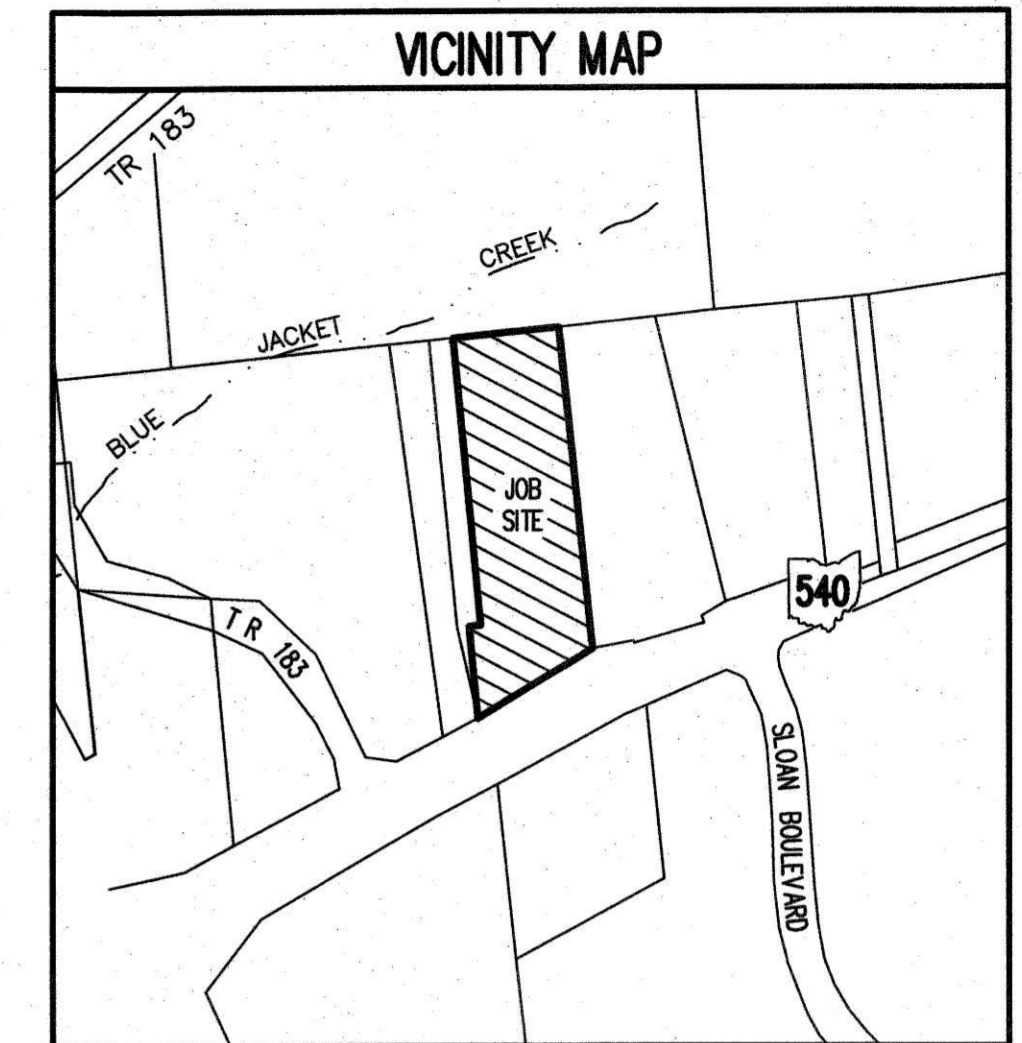 VICINITY MAP
TR 183
CREEK
JACKET
BLUE
JOB
SITE
540
TR 183
SLOAN BOULEVARD